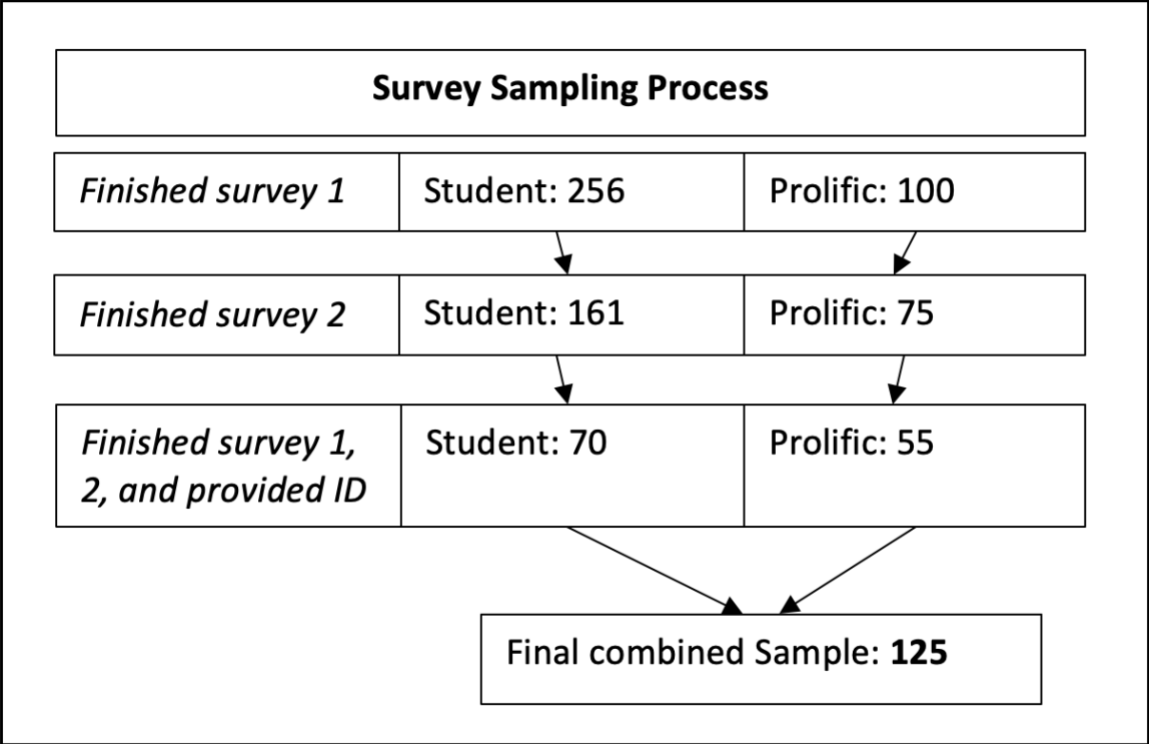 Survey Sampling Process
Finished survey 1
Student: 256
Prolific: 100
Finished survey 2
Student: 161
Prolific: 75
Finished survey 1,
2, and provided ID
Student: 70
Prolific: 55
Final combined Sample: 125